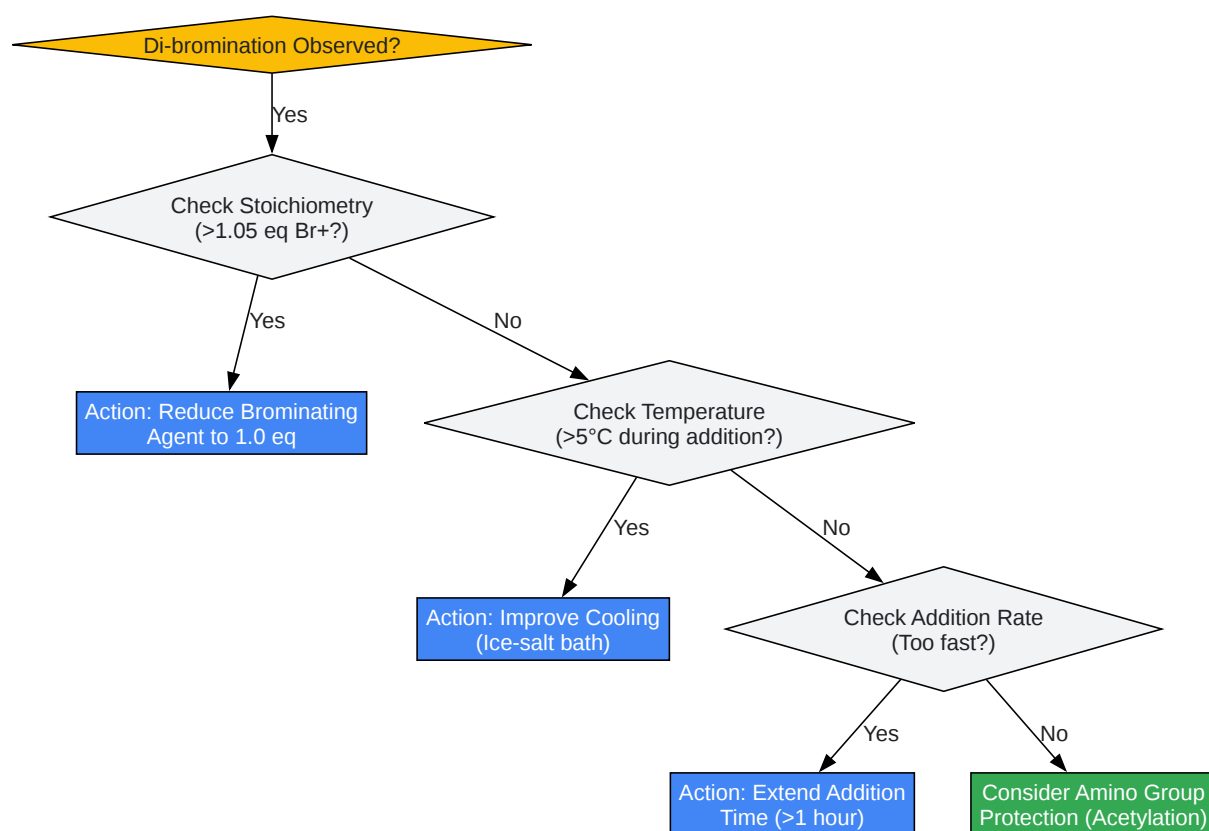 Di-bromination Observed?
Yes
Check Stoichiometry
(>1.05 eq Br+?)
Yes
No
Action: Reduce Brominating
Agent to 1.0 eq
Check Temperature
(>5°C during addition?)
Yes
No
Action: Improve Cooling
(Ice-salt bath)
Check Addition Rate
(Too fast?)
Yes
No
Action: Extend Addition
Time (>1 hour)
Consider Amino Group
Protection (Acetylation)